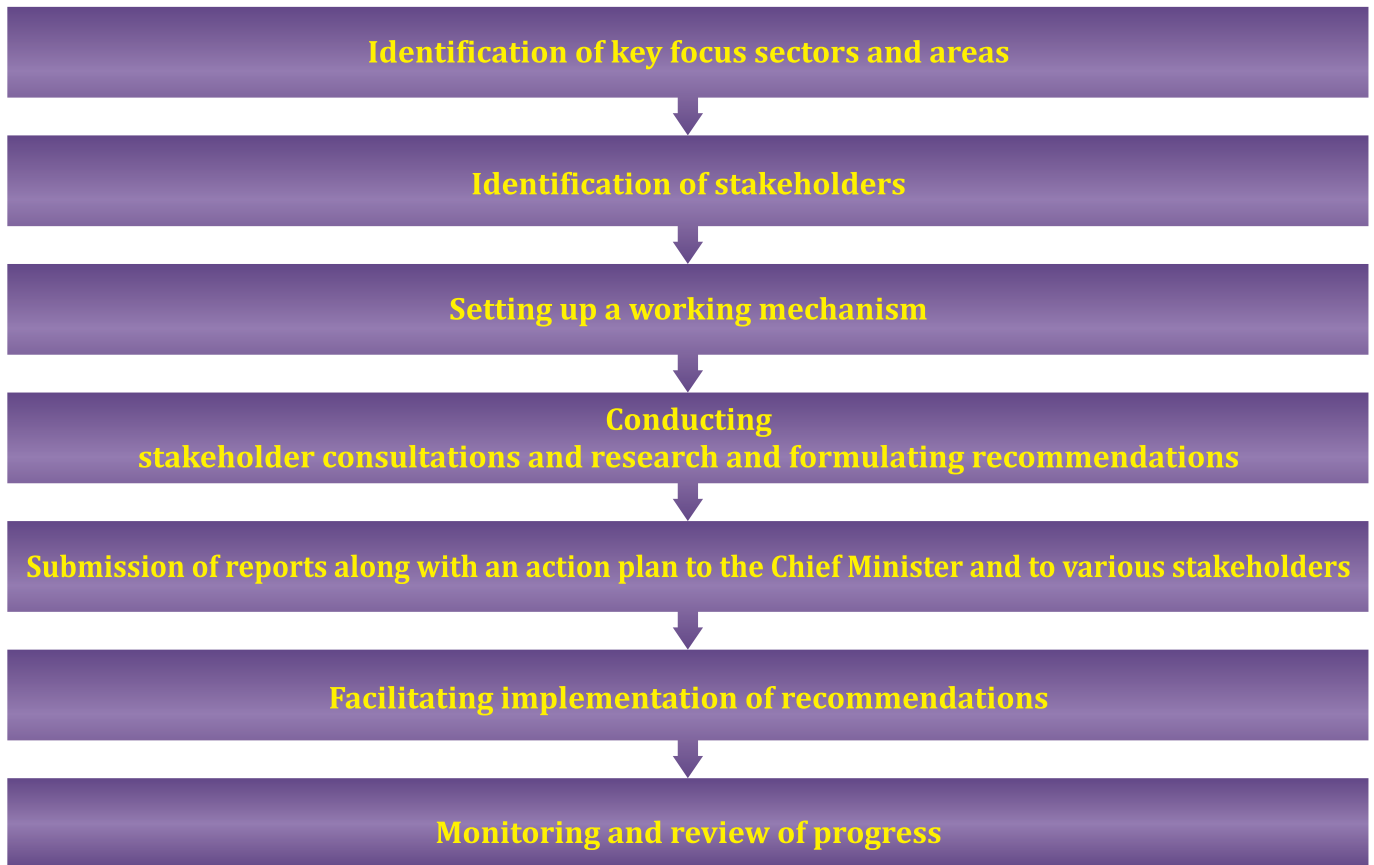 Identification of key focus sectors and areas
Identification of stakeholders
Setting up a working mechanism
Conducting
stakeholder consultations and research and formulating recommendations
Submission of reports along with an action plan to the Chief Minister and to various stakeholders
Facilitating implementation of recommendations
Monitoring and review of progress